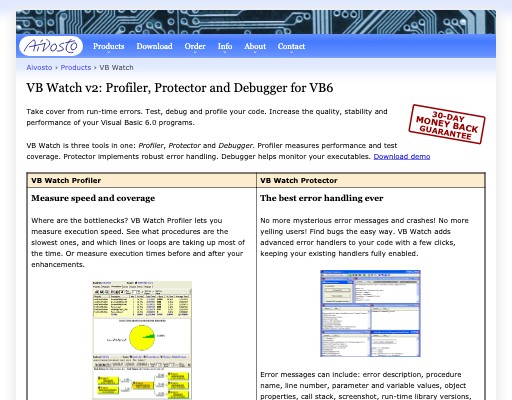 Aivosto
Products Download Order Info About Contact
Aivosto › Products › VB Watch
VB Watch v2: Profiler, Protector and Debugger for VB6
Take cover from run-time errors. Test, debug and profile your code. Increase the quality, stability and
performance of your Visual Basic 6.0 programs.
30-DAY
MONEY BACK
GUARANTEE
VB Watch is three tools in one: Profiler, Protector and Debugger. Profiler measures performance and test
coverage. Protector implements robust error handling. Debugger helps monitor your executables. Download demo
VB Watch Profiler
Measure speed and coverage
Where are the bottlenecks? VB Watch Profiler lets you
measure execution speed. See what procedures are the
slowest ones, and which lines or loops are taking up most of
the time. Or measure execution times before and after your
enhancements.
VB Watch Protector
The best error handling ever
No more mysterious error messages and crashes! No more
yelling users! Find bugs the easy way. VB Watch adds
advanced error handlers to your code with a few clicks,
keeping your existing handlers fully enabled.
Error messages can include: error description, procedure
name, line number, parameter and variable values, object
properties, call stack, screenshot, run-time library versions,